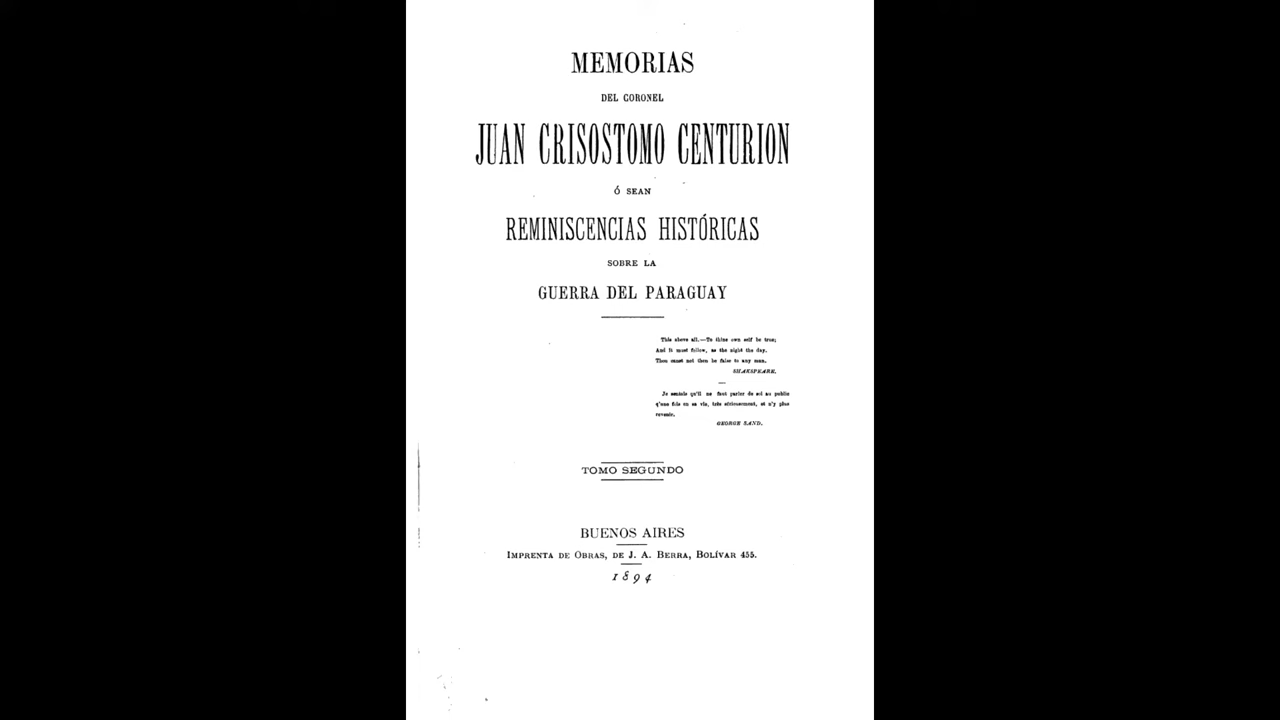 MEMORIAS
DEL CORONEL
JUAN CRISOSTOMO CENTURION
Ó SEAN
REMINISCENCIAS HISTÓRICAS
SOBRE LA
GUERRA DEL PARAGUAY
This above all.—To thine own self be true;
And it must follow, as the night the day.
Thou canst not then be false to any man.
SHAKSPEARE.
Je sentais qu'il ne faut parler de soi au public
q'une fois en sa vie, très sérieusement, et n'y plus
revenir.
GEORGE SAND.
TOMO SEGUNDO
BUENOS AIRES
IMPRENTA DE OBRAS, DE J. A. BERRA, BOLÍVAR 455.
1894